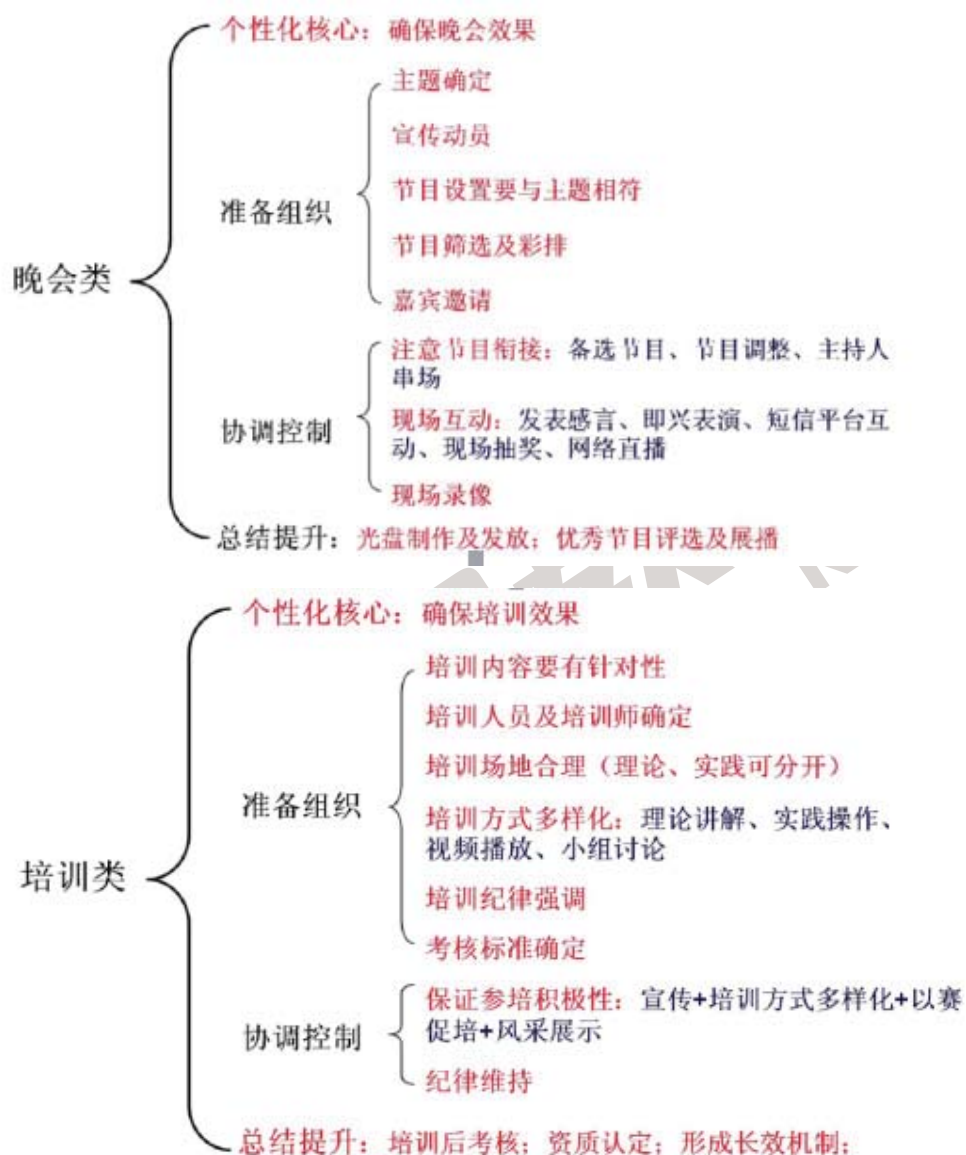 个性化核心：确保晚会效果
主题确定
宣传动员
节目设置要与主题相符
准备组织
节目筛选及彩排
晚会类
嘉宾邀请
注意节目衔接：备选节目、节目调整、主持人
串场
协调控制
现场互动：发表感言、即兴表演、短信平台互
动、现场抽奖、网络直播
现场录像
总结提升：光盘制作及发放；优秀节目评选及展播
个性化核心：确保培训效果
培训内容要有针对性
培训人员及培训师确定
培训场地合理（理论、实践可分开）
准备组织
培训方式多样化：理论讲解、实践操作、
视频播放、小组讨论
培训类
培训纪律强调
考核标准确定
保证参培积极性：宣传+培训方式多样化+以赛
促培+风采展示
协调控制
纪律维持
总结提升：培训后考核；资质认定；形成长效机制；